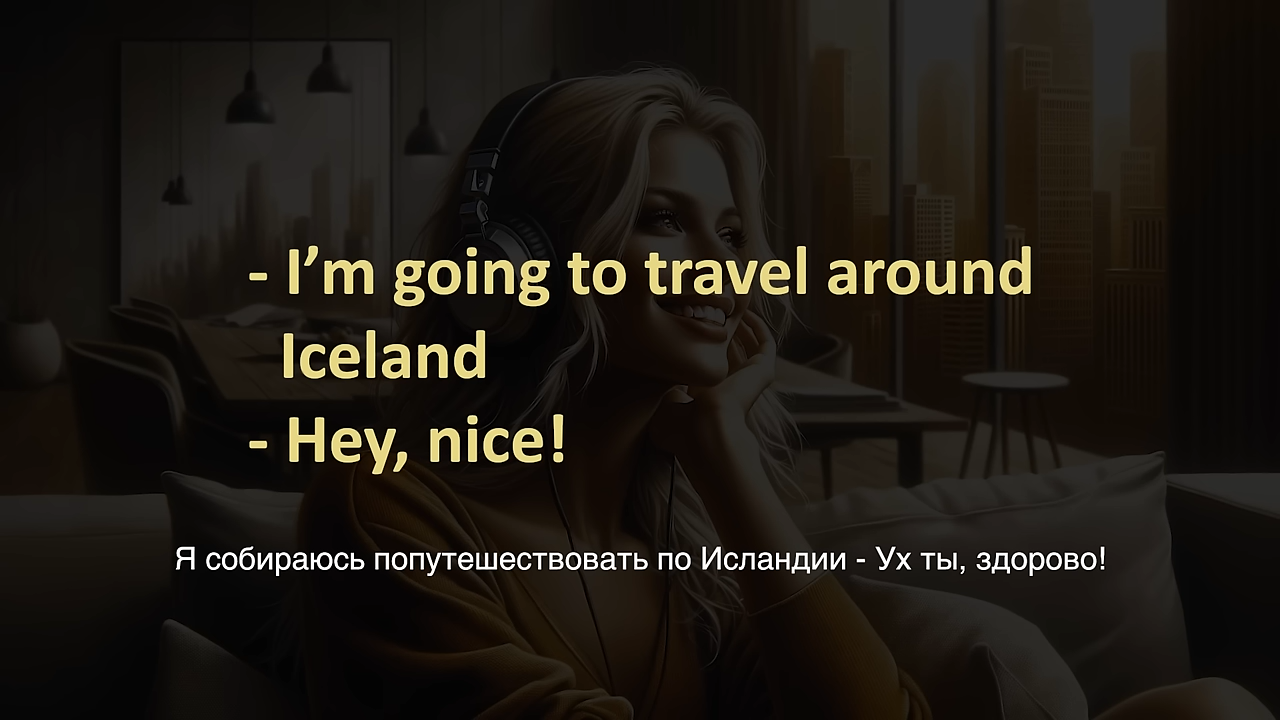 - I’m going to travel around
Iceland
- Hey, nice!
Я собираюсь попутешествовать по Исландии - Ух ты, здорово!